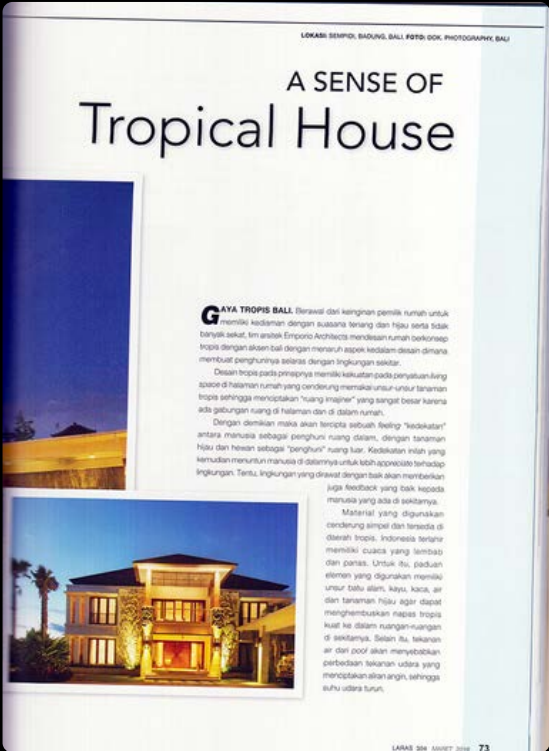 LOKASI: SEMPIDI, BADUNG, BALI. FOTO: DOK. PHOTOGRAPHY, BALI
A SENSE OF
Tropical House
GAYA TROPIS BALI. Berawal dari keinginan pemilik rumah untuk
memiliki kediaman dengan suasana tenang dan hijau serta tidak
banyak sekat, tim arsitek Emporio Architects mendesain rumah berkonsep
tropis dengan aksen bali dengan menaruh aspek kedalam desain dimana
membuat penghuninya selaras dengan lingkungan sekitar.
Desain tropis pada prinsipnya memiliki kekuatan pada penyatuan living
space di halaman rumah yang cenderung memakai unsur-unsur tanaman
tropis sehingga menciptakan "ruang imajiner" yang sangat besar karena
ada gabungan ruang di halaman dan di dalam rumah.
Dengan demikian maka akan tercipta sebuah feeling "kedekatan"
antara manusia sebagai penghuni ruang dalam, dengan tanaman
hijau dan hewan sebagai "penghuni" ruang luar. Kedekatan inilah yang
kemudian menuntun manusia di dalamnya untuk lebih appreciate terhadap
lingkungan. Tentu, lingkungan yang dirawat dengan baik akan memberikan
juga feedback yang baik kepada
manusia yang ada di sekitarnya.
Material yang digunakan
cenderung simpel dan tersedia di
daerah tropis. Indonesia terlahir
memiliki cuaca yang lembab
dan panas. Untuk itu, paduan
elemen yang digunakan memiliki
unsur batu alam, kayu, kaca, air
dan tanaman hijau agar dapat
menghembuskan napas tropis
kuat ke dalam ruangan-ruangan
di sekitarnya. Selain itu, tekanan
air dari pool akan menyebabkan
perbedaan tekanan udara yang
menciptakan aliran angin, sehingga
suhu udara turun.
LARAS MARET 73